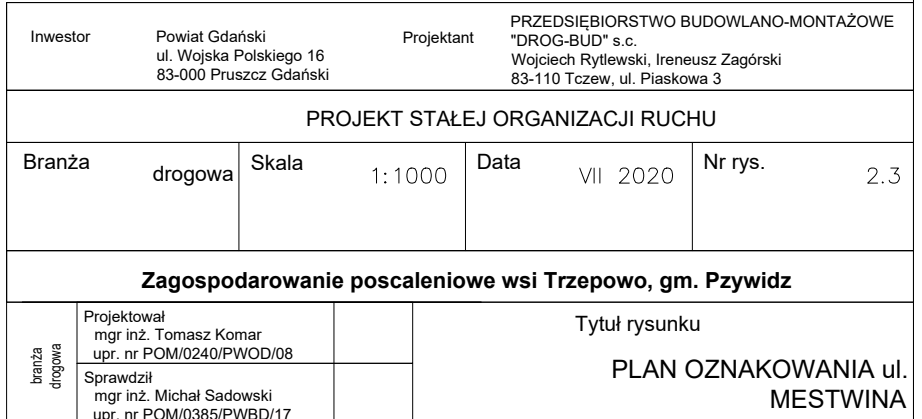 Inwestor
Powiat Gdański
ul. Wojska Polskiego 16
83-000 Pruszcz Gdański
Projektant
PRZEDSIĘBIORSTWO BUDOWLANO-MONTAŻOWE
"DROG-BUD" s.c.
Wojciech Rytlewski, Ireneusz Zagórski
83-110 Tczew, ul. Piaskowa 3
PROJEKT STAŁEJ ORGANIZACJI RUCHU
Branża
drogowa
Skala
1:1000
Data
VII 2020
Nr rys.
2.3
Zagospodarowanie poscaleniowe wsi Trzepowo, gm. Pzywidz
branża
drogowa
Projektował
mgr inż. Tomasz Komar
upr. nr POM/0240/PWOD/08
Sprawdził
mgr inż. Michał Sadowski
upr. nr POM/0385/PWBD/17
Tytuł rysunku
PLAN OZNAKOWANIA ul.
MESTWINA